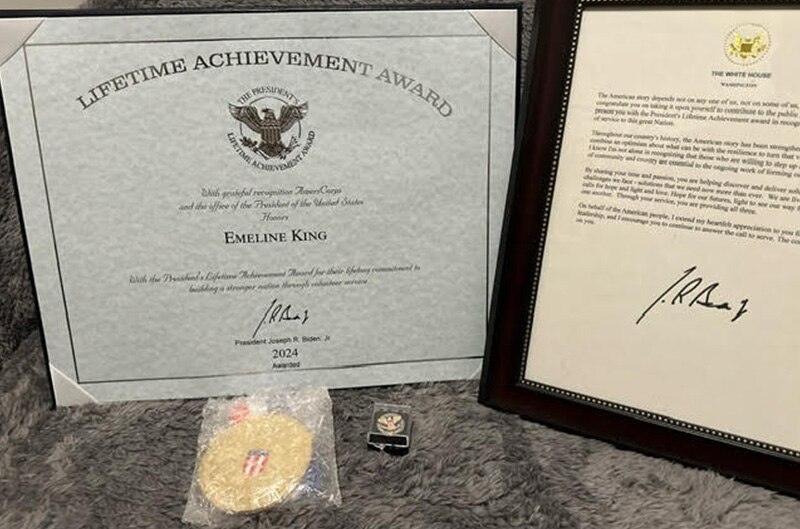 LIFETIME ACHIEVEMENT AWARD
THE PRESIDENT'S
LIFETIME ACHIEVEMENT AWARD
With grateful recognition AmeriCorps
and the office of the President of the United States
Honors
EMELINE KING
With the President's Lifetime Achievement Award for their lifelong commitment to
building a stronger nation through volunteer service
President Joseph R. Biden, Jr
2024
Awarded
THE WHITE HOUSE
WASHINGTON
The American story depends not on any one of us, not on some of us,
congratulate you on taking it upon yourself to contribute to the public
present you with the President's Lifetime Achievement award in recog
of service to this great Nation.
Throughout our country's history, the American story has been strengthen
combine an optimism about what can be with the resilience to turn that v
I know I'm not alone in recognizing that those who are willing to step up
of community and country are essential to the ongoing work of forming o
By sharing your time and passion, you are helping discover and deliver solu
challenges we face - solutions that we need now more than ever. We are liv
calls for hope and light and love. Hope for our futures, light to see our way fo
one another. Through your service, you are providing all three.
On behalf of the American people, I extend my heartfelt appreciation to you f
leadership, and I encourage you to continue to answer the call to serve. The cou
on you.